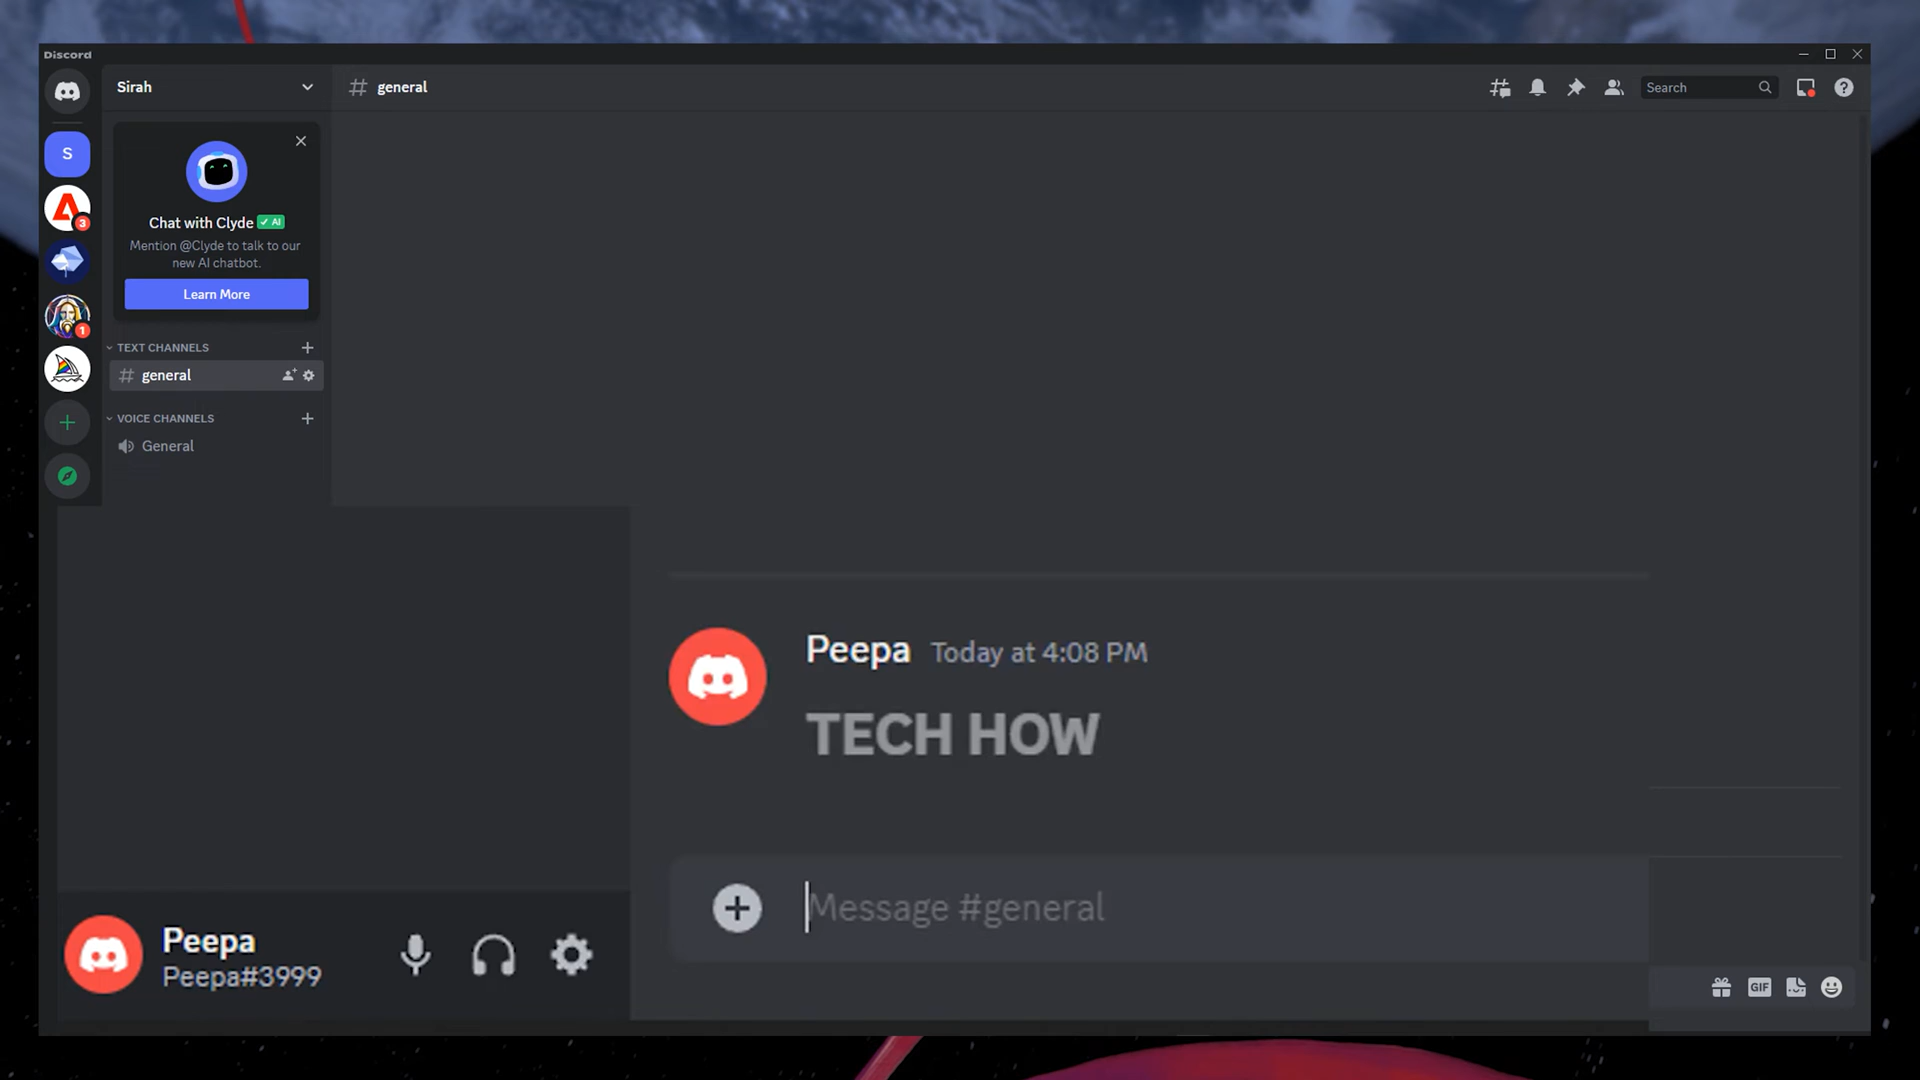 Discord
Sirah
general
Search
S
3
1
Chat with Clyde ✓ AI
Mention @Clyde to talk to our
new AI chatbot.
Learn More
TEXT CHANNELS
general
VOICE CHANNELS
General
Peepa Today at 4:08 PM
TECH HOW
Message #general
Peepa
Peepa#3999
GIF